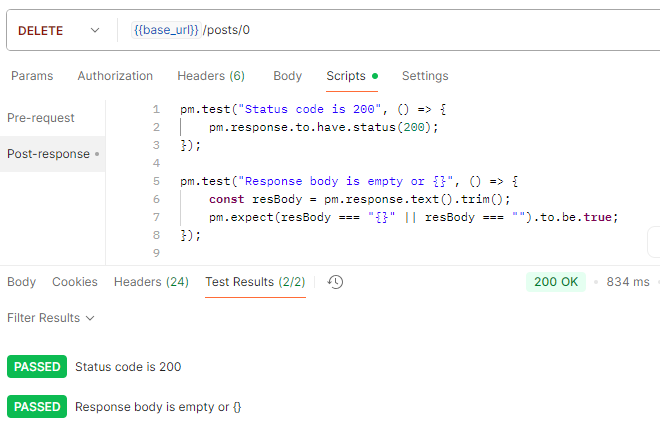 DELETE {{base_url}}/posts/0
Params Authorization Headers (6) Body Scripts Settings
Pre-request
Post-response
1 pm.test("Status code is 200", () => {
2 pm.response.to.have.status(200);
3 });
4
5 pm.test("Response body is empty or {}", () => {
6 const resBody = pm.response.text().trim();
7 pm.expect(resBody === "{}" || resBody === "").to.be.true;
8 });
9
Body Cookies Headers (24) Test Results (2/2) 200 OK 834 ms
Filter Results
PASSED Status code is 200
PASSED Response body is empty or {}